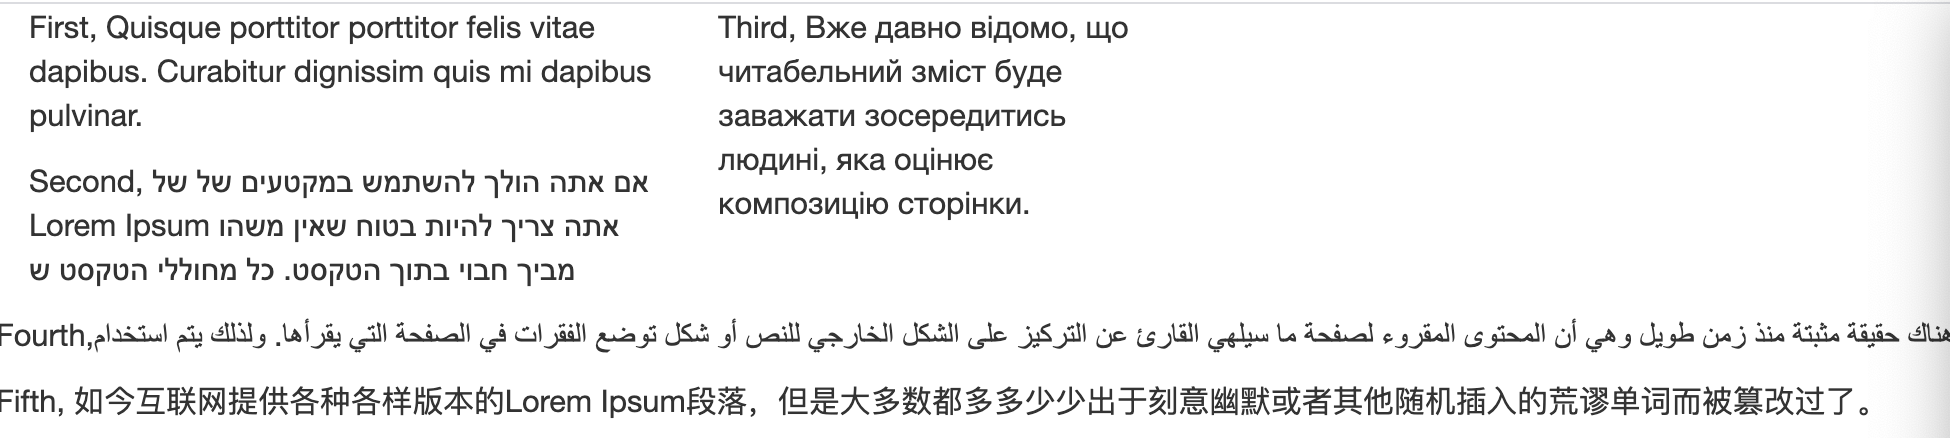 First, Quisque porttitor porttitor felis vitae
dapibus. Curabitur dignissim quis mi dapibus
pulvinar.
Second, אם אתה הולך להשתמש במקטעים של של
Lorem Ipsum אתה צריך להיות בטוח שאין משהו
מביך חבוי בתוך הטקסט. כל מחוללי הטקסט ש
Third, Вже давно відомо, що
читабельний зміст буде
заважати зосередитись
людині, яка оцінює
композицію сторінки.
Fourth,هناك حقيقة مثبتة منذ زمن طويل وهي أن المحتوى المقروء لصفحة ما سيلهي القارئ عن التركيز على الشكل الخارجي للنص أو شكل توضع الفقرات في الصفحة التي يقرأها. ولذلك يتم استخدام
Fifth, 如今互联网提供各种各样版本的Lorem Ipsum段落，但是大多数都多多少少出于刻意幽默或者其他随机插入的荒谬单词而被篡改过了。